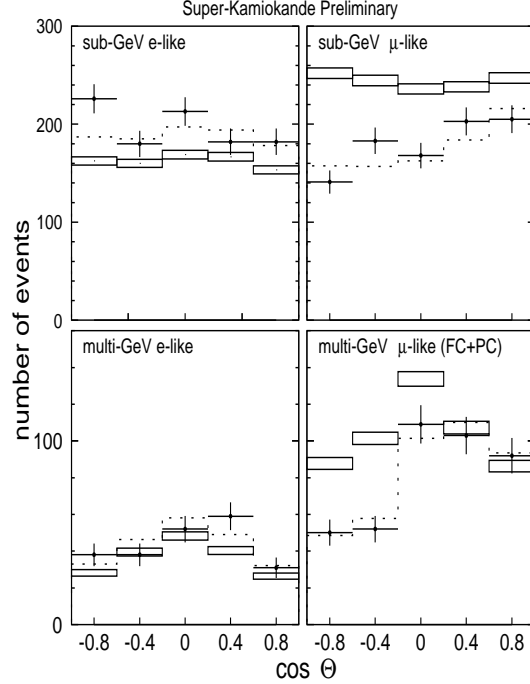 Super-Kamiokande Preliminary
300
sub-GeV e-like
sub-GeV μ-like
200
100
0
number of events
multi-GeV e-like
multi-GeV μ-like (FC+PC)
100
0
-0.8 -0.4 0 0.4 0.8 -0.8 -0.4 0 0.4 0.8
cos Θ